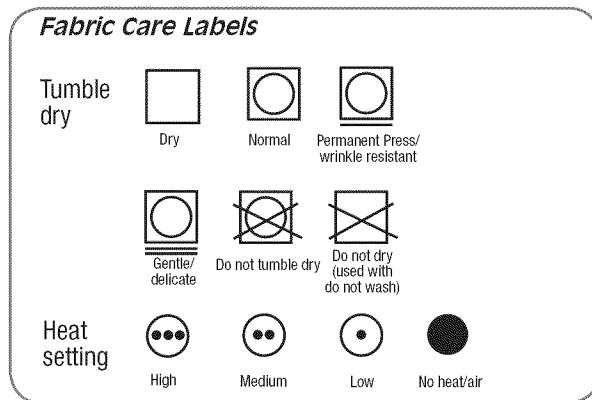 Fabric Care Labels
Tumble
dry
Dry
Normal
Permanent Press/
wrinkle resistant
Gentle/
delicate
Do not tumble dry
Do not dry
(used with
do not wash)
Heat
setting
High
Medium
Low
No heat/air